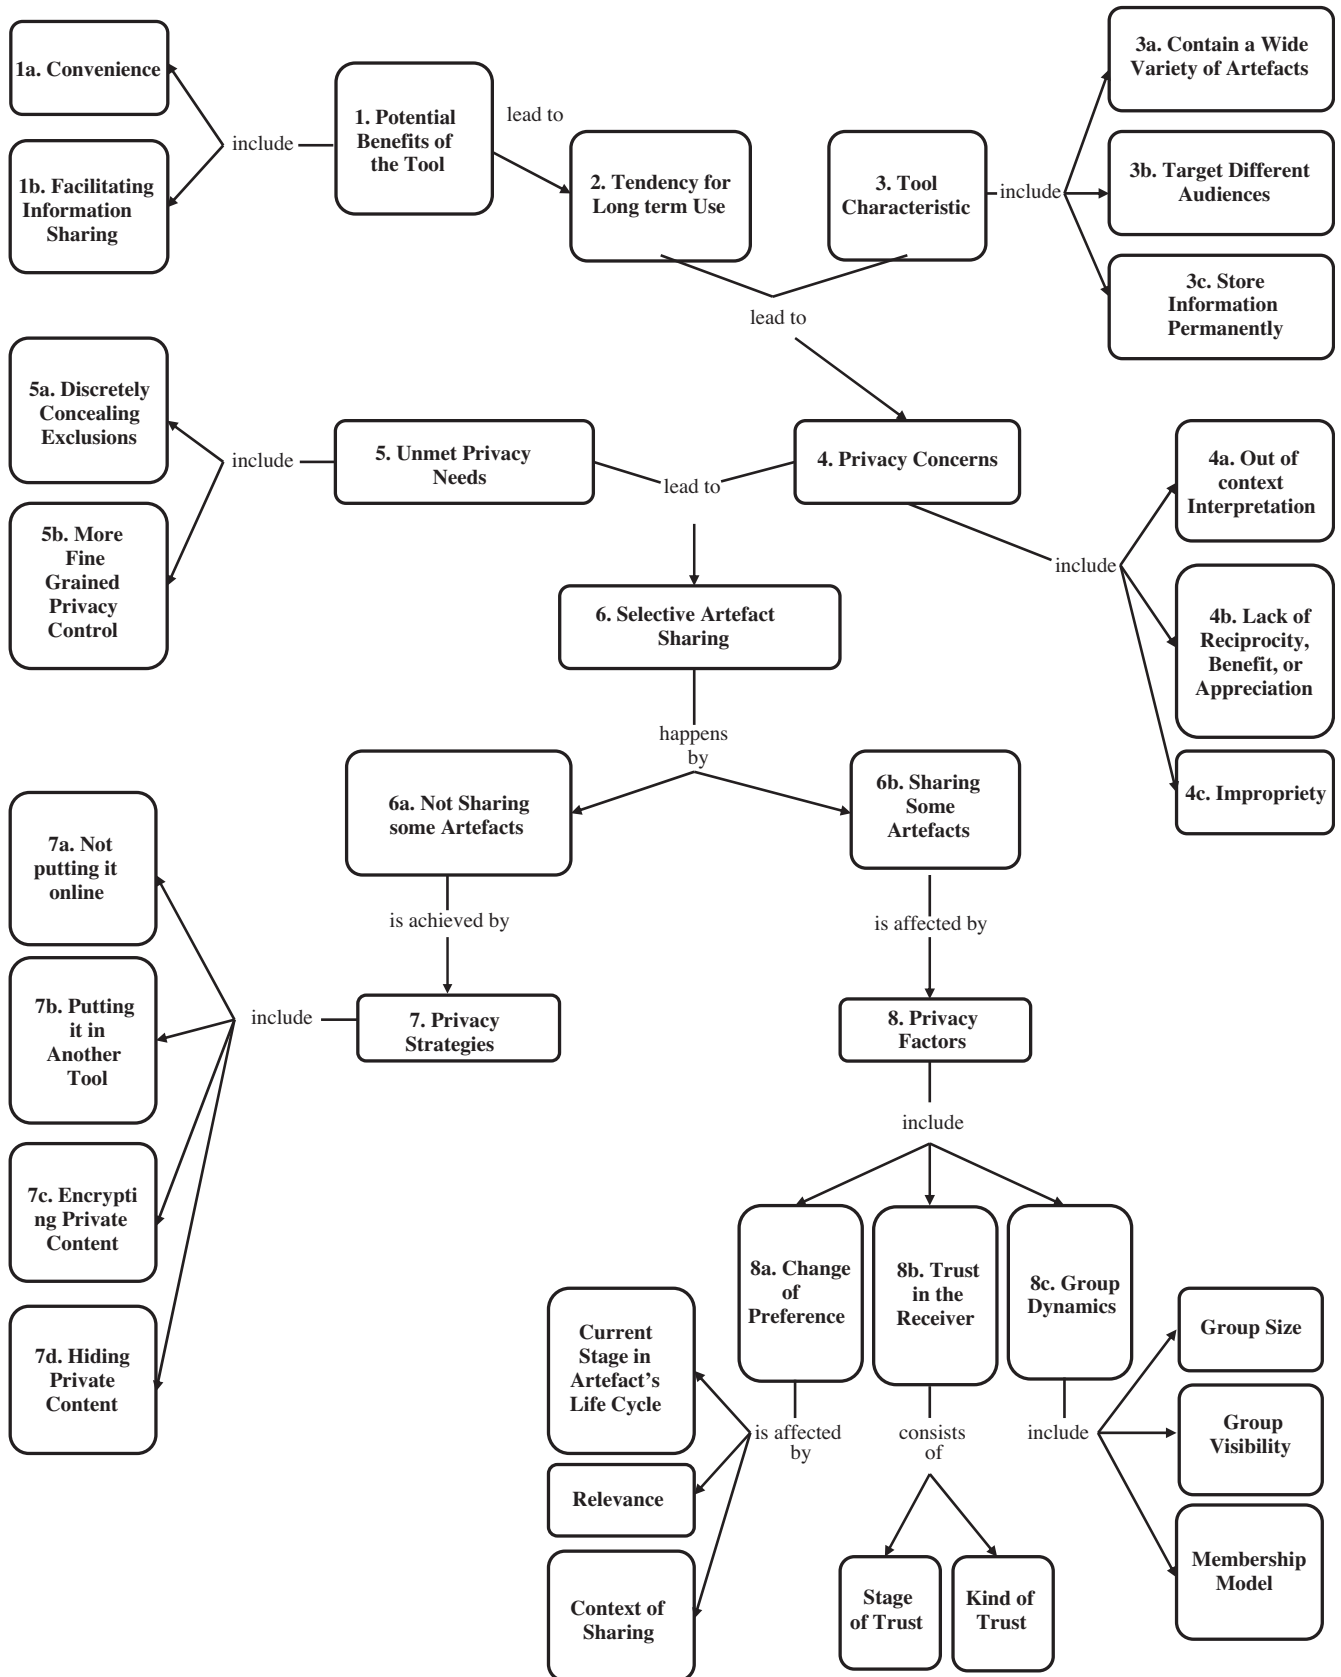 1a. Convenience
1b. Facilitating
Information
Sharing
include
1. Potential
Benefits of
the Tool
lead to
2. Tendency for
Long term Use
3. Tool
Characteristic
include
3a. Contain a Wide
Variety of Artefacts
3b. Target Different
Audiences
3c. Store
Information
Permanently
lead to
5a. Discretely
Concealing
Exclusions
5b. More
Fine
Grained
Privacy
Control
include
5. Unmet Privacy
Needs
lead to
4. Privacy Concerns
include
4a. Out of
context
Interpretation
4b. Lack of
Reciprocity,
Benefit, or
Appreciation
4c. Impropriety
6. Selective Artefact
Sharing
happens
by
6a. Not Sharing
some Artefacts
6b. Sharing
Some
Artefacts
is achieved by
is affected by
7a. Not
putting it
online
7b. Putting
it in
Another
Tool
7c. Encrypti
ng Private
Content
7d. Hiding
Private
Content
include
7. Privacy
Strategies
8. Privacy
Factors
include
8a. Change
of
Preference
8b. Trust
in the
Receiver
8c. Group
Dynamics
is affected
by
consists
of
include
Current
Stage in
Artefact’s
Life Cycle
Relevance
Context of
Sharing
Stage
of Trust
Kind of
Trust
Group Size
Group
Visibility
Membership
Model